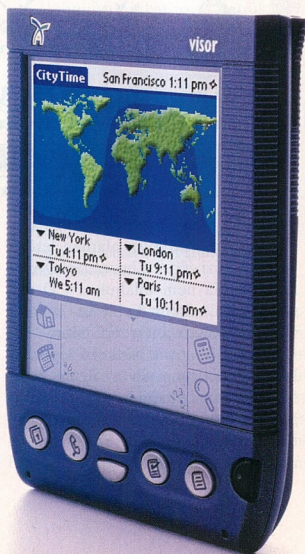 visor
CityTime San Francisco 1:11 pm
New York
Tu 4:11 pm
London
Tu 9:11 pm
Tokyo
We 5:11 am
Paris
Tu 10:11 pm
123